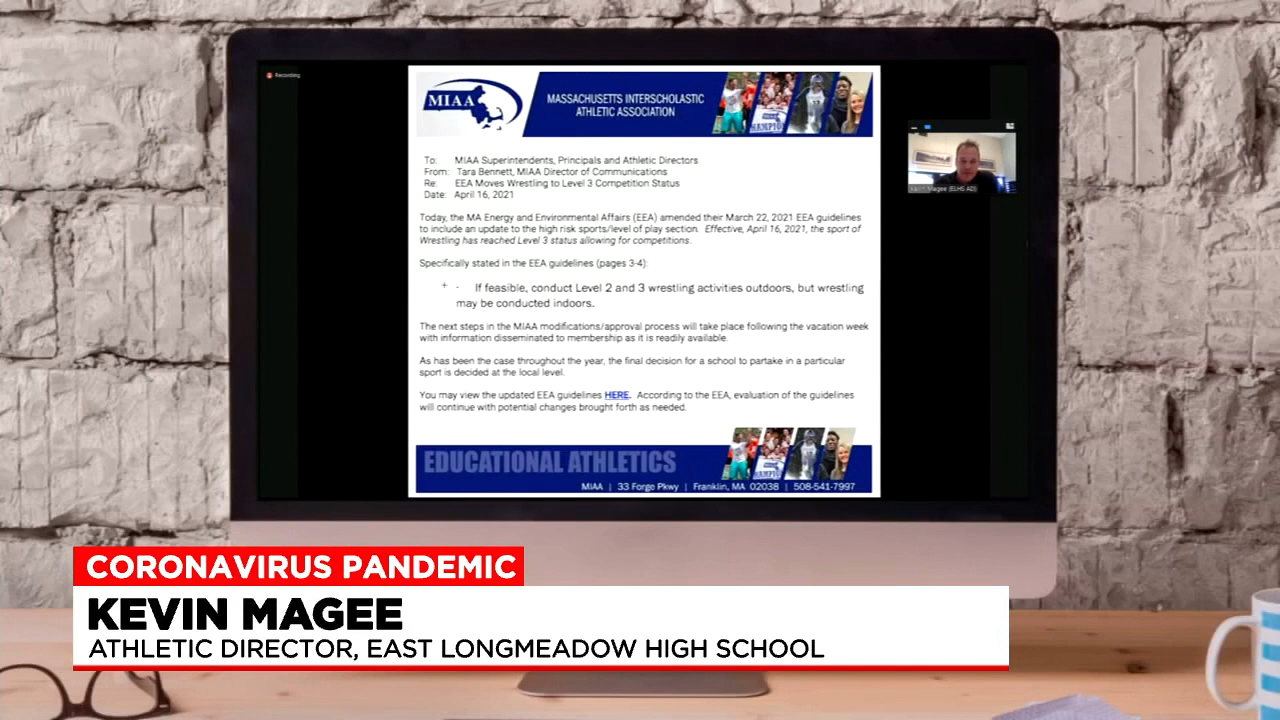 Recording
MIAA
MASSACHUSETTS INTERSCHOLASTIC
ATHLETIC ASSOCIATION
To: MIAA Superintendents, Principals and Athletic Directors
From: Tara Bennett, MIAA Director of Communications
Re: EEA Moves Wrestling to Level 3 Competition Status
Date: April 16, 2021
Today, the MA Energy and Environmental Affairs (EEA) amended their March 22, 2021 EEA guidelines
to include an update to the high risk sports/level of play section. Effective, April 16, 2021, the sport of
Wrestling has reached Level 3 status allowing for competitions.
Specifically stated in the EEA guidelines (pages 3-4):
+ · If feasible, conduct Level 2 and 3 wrestling activities outdoors, but wrestling
may be conducted indoors.
The next steps in the MIAA modifications/approval process will take place following the vacation week
with information disseminated to membership as it is readily available.
As has been the case throughout the year, the final decision for a school to partake in a particular
sport is decided at the local level.
You may view the updated EEA guidelines HERE. According to the EEA, evaluation of the guidelines
will continue with potential changes brought forth as needed.
EDUCATIONAL ATHLETICS
MIAA | 33 Forge Pkwy | Franklin, MA 02038 | 508-541-7997
Magee (ELHS AD)
CORONAVIRUS PANDEMIC
KEVIN MAGEE
ATHLETIC DIRECTOR, EAST LONGMEADOW HIGH SCHOOL